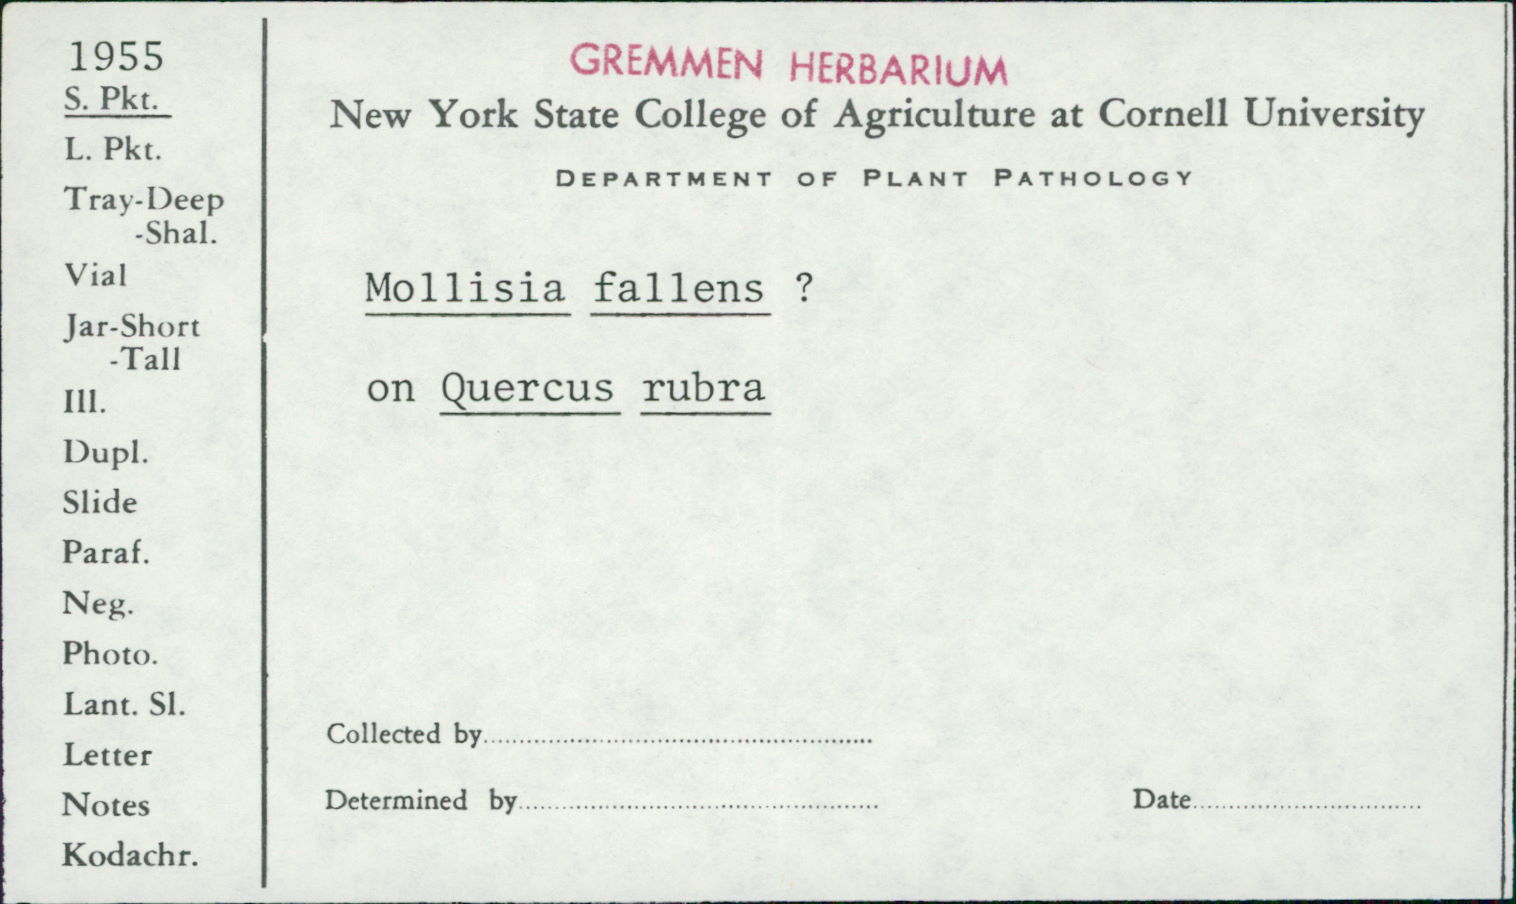 1955
S. Pkt.
L. Pkt.
Tray-Deep
-Shal.
Vial
Jar-Short
-Tall
Ill.
Dupl.
Slide
Paraf.
Neg.
Photo.
Lant. Sl.
Letter
Notes
Kodachr.
GREMMEN HERBARIUM
New York State College of Agriculture at Cornell University
DEPARTMENT OF PLANT PATHOLOGY
Mollisia fallens ?
on Quercus rubra
Collected by
Determined by
Date